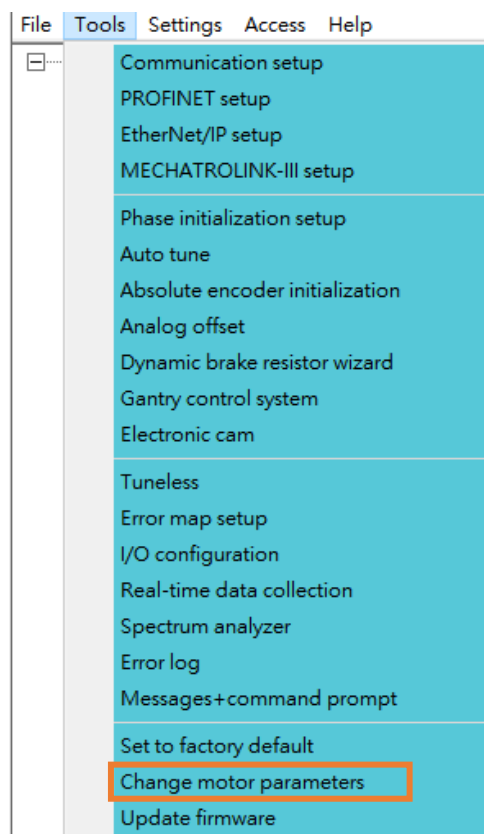 File Tools Settings Access Help
Communication setup
PROFINET setup
EtherNet/IP setup
MECHATROLINK-III setup
Phase initialization setup
Auto tune
Absolute encoder initialization
Analog offset
Dynamic brake resistor wizard
Gantry control system
Electronic cam
Tuneless
Error map setup
I/O configuration
Real-time data collection
Spectrum analyzer
Error log
Messages+command prompt
Set to factory default
Change motor parameters
Update firmware